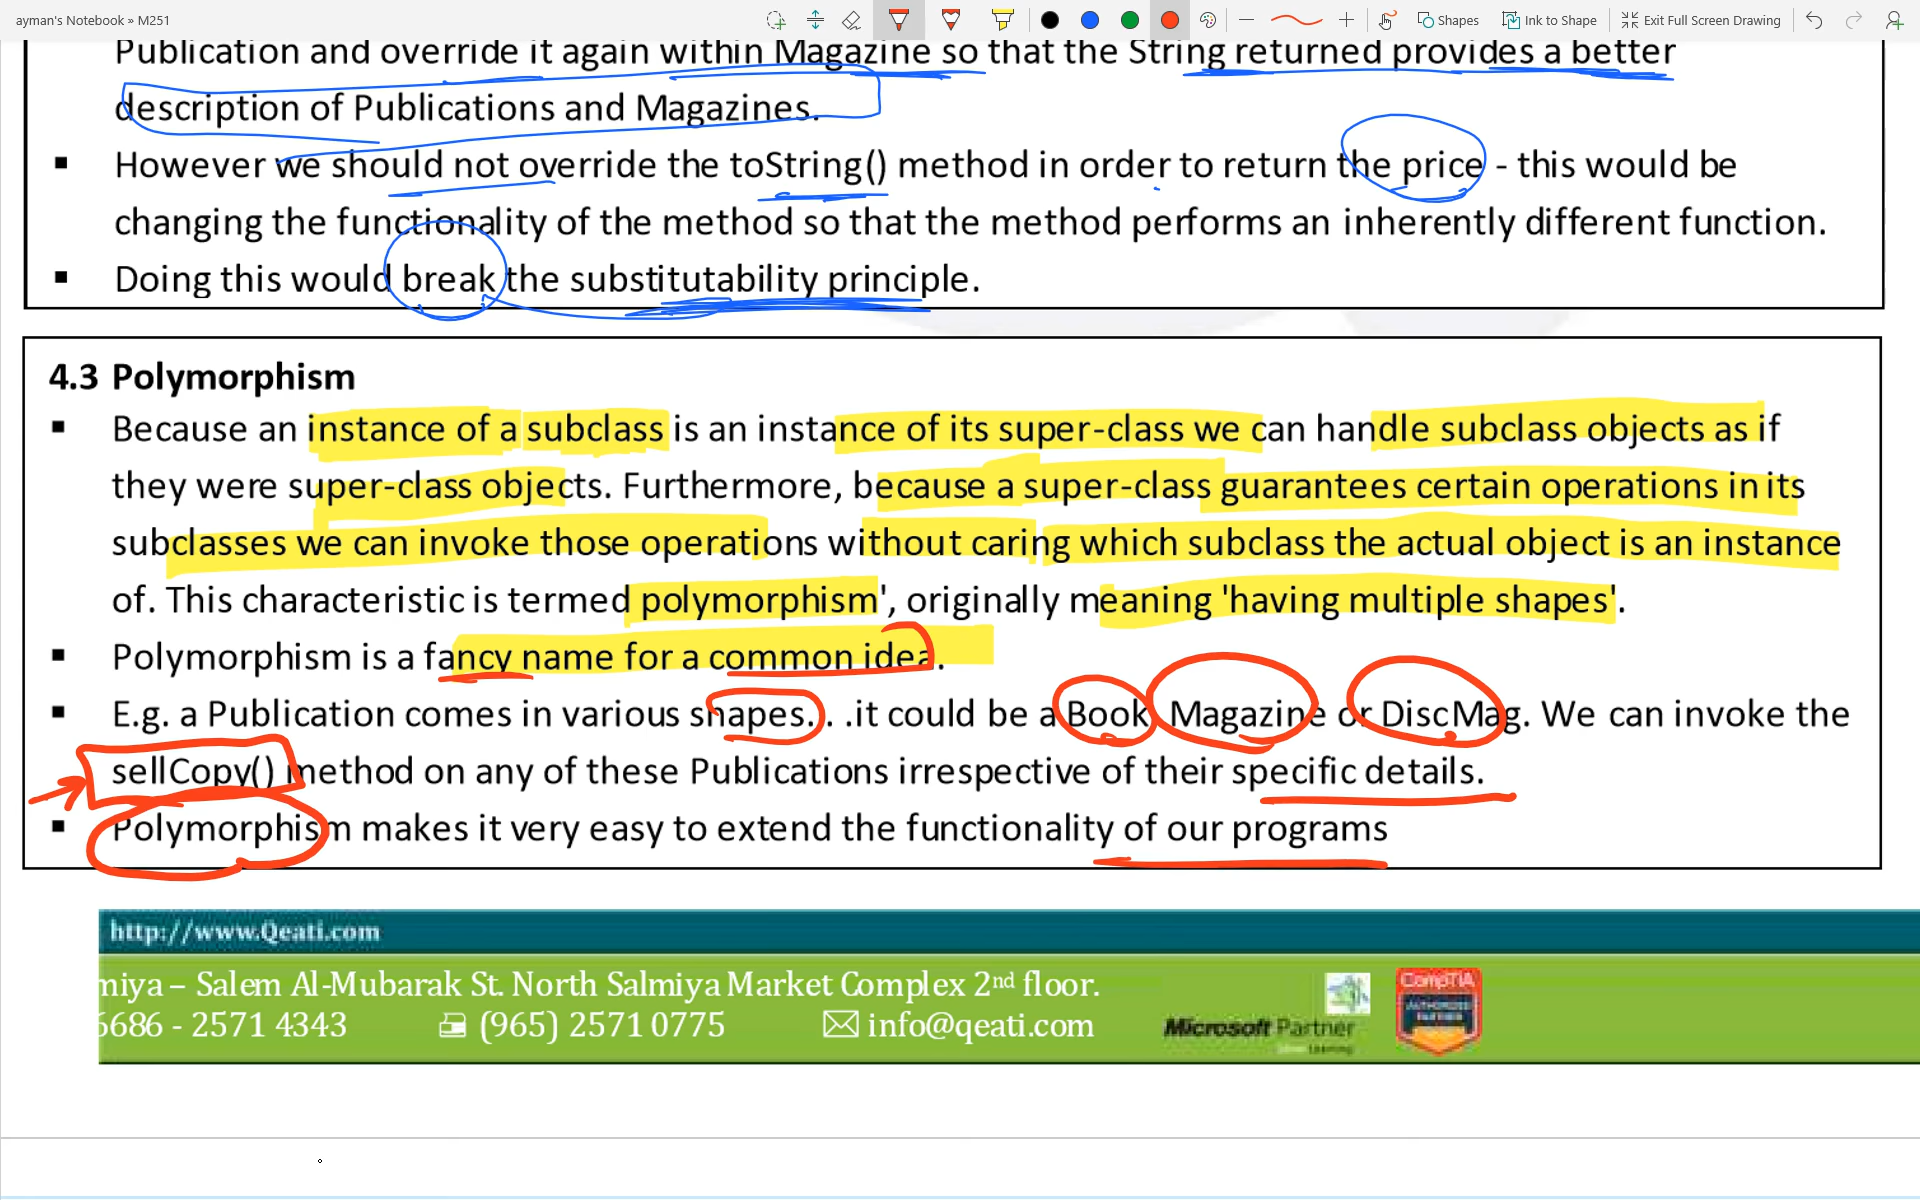 ayman's Notebook » M251
Shapes
Ink to Shape
Exit Full Screen Drawing
Publication and override it again within Magazine so that the String returned provides a better
description of Publications and Magazines.
▪ However we should not override the toString() method in order to return the price - this would be
changing the functionality of the method so that the method performs an inherently different function.
▪ Doing this would break the substitutability principle.
4.3 Polymorphism
▪ Because an instance of a subclass is an instance of its super-class we can handle subclass objects as if
they were super-class objects. Furthermore, because a super-class guarantees certain operations in its
subclasses we can invoke those operations without caring which subclass the actual object is an instance
of. This characteristic is termed polymorphism', originally meaning 'having multiple shapes'.
▪ Polymorphism is a fancy name for a common idea.
▪ E.g. a Publication comes in various shapes. . .it could be a Book, Magazine or DiscMag. We can invoke the
sellCopy() method on any of these Publications irrespective of their specific details.
▪ Polymorphism makes it very easy to extend the functionality of our programs
http://www.Qeati.com
miya – Salem Al-Mubarak St. North Salmiya Market Complex 2nd floor.
6686 - 2571 4343 (965) 2571 0775 info@qeati.com
Microsoft Partner
Learning
CompTIA
AUTHORIZED
PARTNER